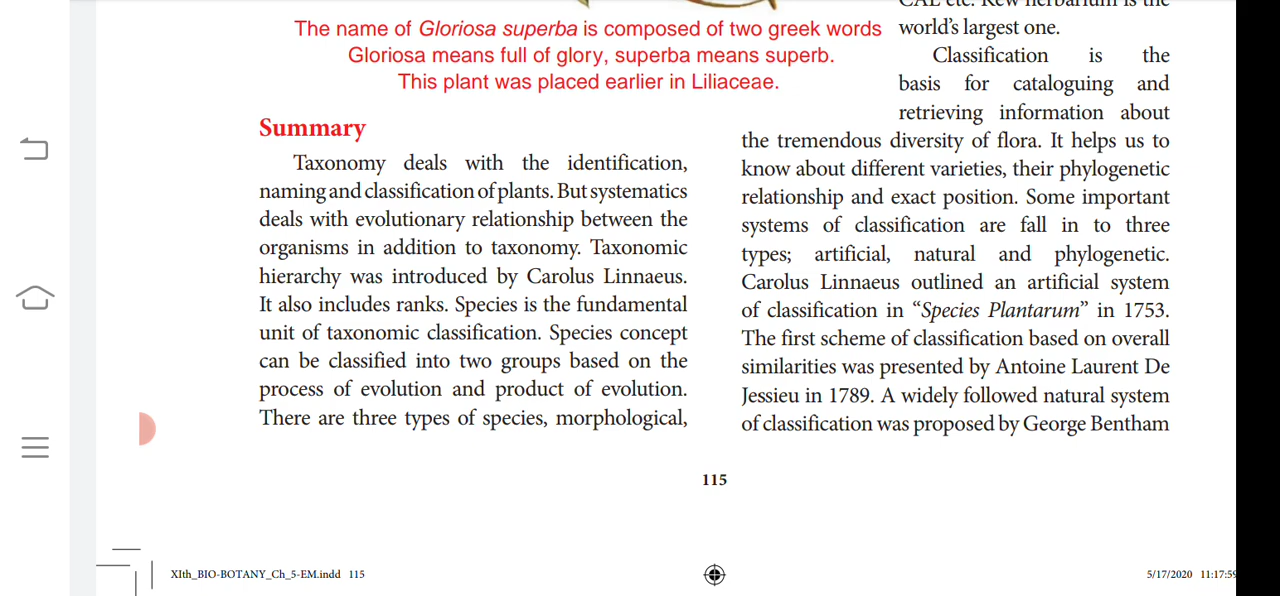 The name of Gloriosa superba is composed of two greek words
Gloriosa means full of glory, superba means superb.
This plant was placed earlier in Liliaceae.
Summary
Taxonomy deals with the identification,
naming and classification of plants. But systematics
deals with evolutionary relationship between the
organisms in addition to taxonomy. Taxonomic
hierarchy was introduced by Carolus Linnaeus.
It also includes ranks. Species is the fundamental
unit of taxonomic classification. Species concept
can be classified into two groups based on the
process of evolution and product of evolution.
There are three types of species, morphological,
CAL etc. Kew herbarium is the
world's largest one.
Classification is the
basis for cataloguing and
retrieving information about
the tremendous diversity of flora. It helps us to
know about different varieties, their phylogenetic
relationship and exact position. Some important
systems of classification are fall in to three
types; artificial, natural and phylogenetic.
Carolus Linnaeus outlined an artificial system
of classification in “Species Plantarum” in 1753.
The first scheme of classification based on overall
similarities was presented by Antoine Laurent De
Jessieu in 1789. A widely followed natural system
of classification was proposed by George Bentham
115
XIth_BIO-BOTANY_Ch_5-EM.indd 115
5/17/2020 11:17:59